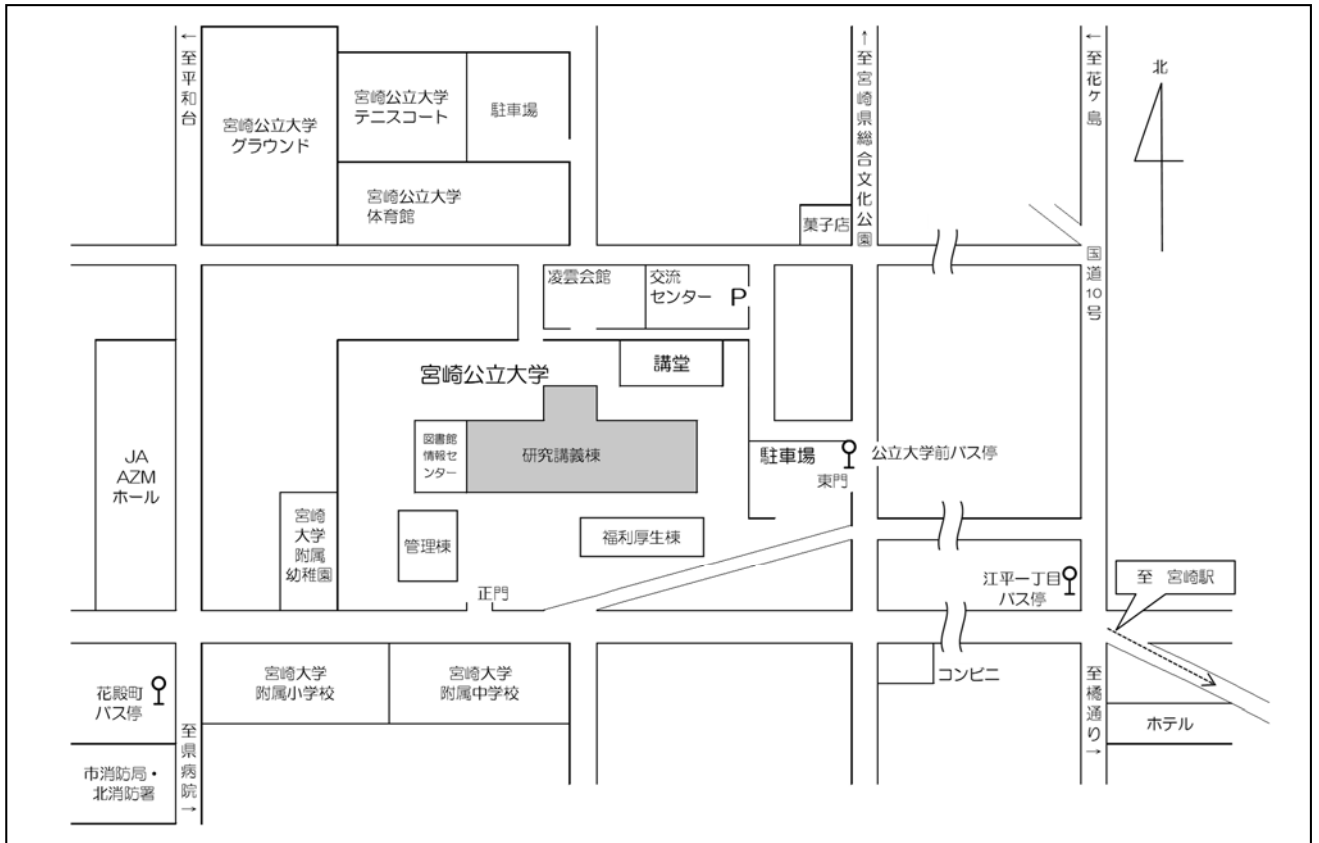 ←至平和台
宮崎公立大学
グラウンド
宮崎公立大学
テニスコート
駐車場
宮崎公立大学
体育館
←至宮崎県総合文化公園
菓子店
←至花ヶ島
国道10号
北
凌雲会館
交流
センター
P
講堂
宮崎公立大学
図書館
情報セ
ンター
研究講義棟
駐車場
東門
公立大学前バス停
JA
AZM
ホール
宮崎
大学
附属
幼稚園
管理棟
福利厚生棟
正門
江平一丁目
バス停
至 宮崎駅
花殿町
バス停
宮崎大学
附属小学校
宮崎大学
附属中学校
コンビニ
至橘通り→
ホテル
至県病院→
市消防局・
北消防署